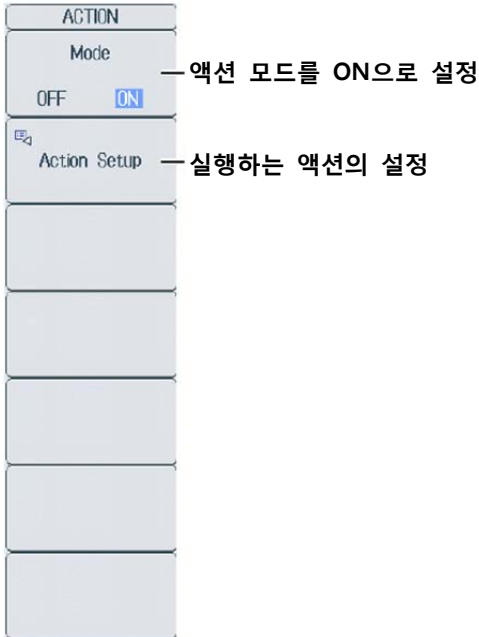 ACTION
Mode
OFF ON
액션 모드를 ON으로 설정
Action Setup
실행하는 액션의 설정